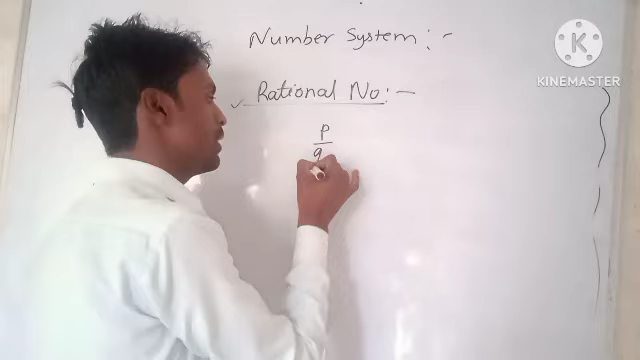 Number System :-
K
KINEMASTER
✓ Rational No:-
P
q